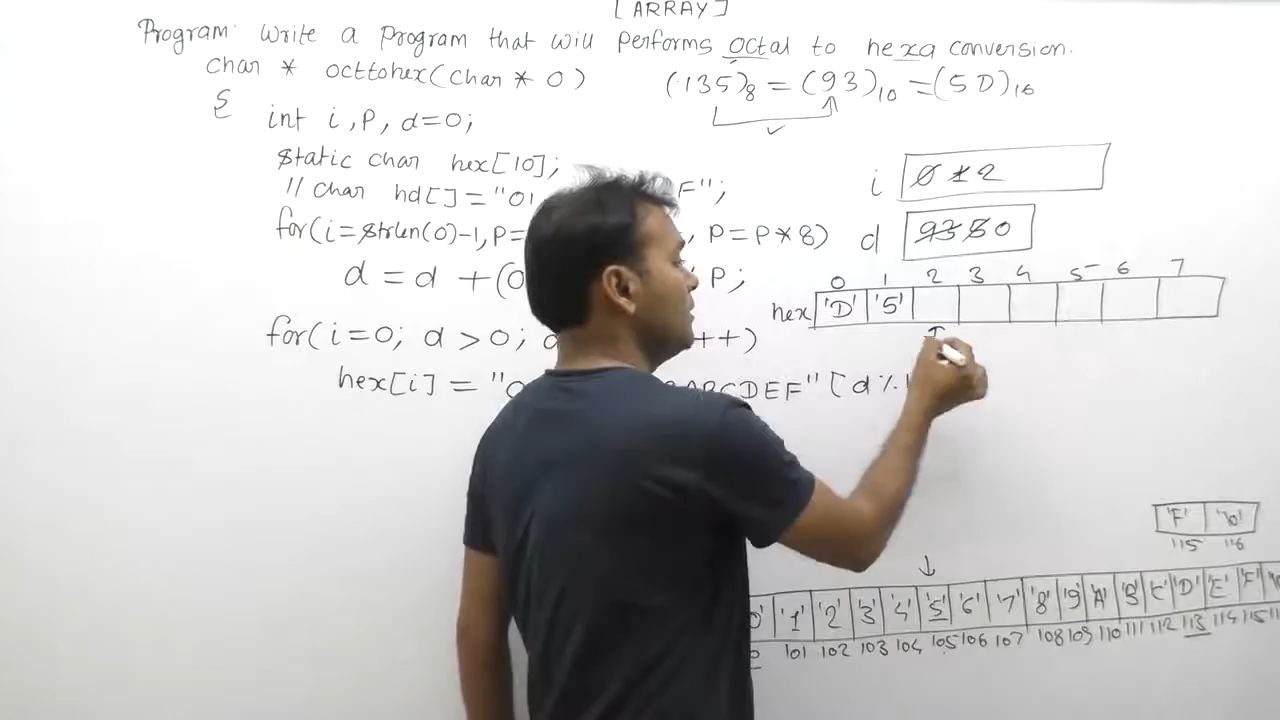 [ARRAY]
Program: Write a program that will performs octal to hexa conversion.
char * octtohex(char * o)
(135)8 = (93)10 = (5D)16
{
int i, P, d=0;
static char hex[10];
// char hd[] = "01 F";
for(i=strlen(o)-1, P= , P=P*8)
d = d + (o P;
for(i=0; d > 0; d ++)
hex[i] = " ABCDEF" [d %
i 0 1 2
d 93 5 0
0 1 2 3 4 5 6 7
hex 'D' '5'
'F' '\0'
115 116
'0' '1' '2' '3' '4' '5' '6' '7' '8' '9' 'A' 'B' 'C' 'D' 'E' 'F'
101 102 103 104 105 106 107 108 109 110 111 112 113 114 115